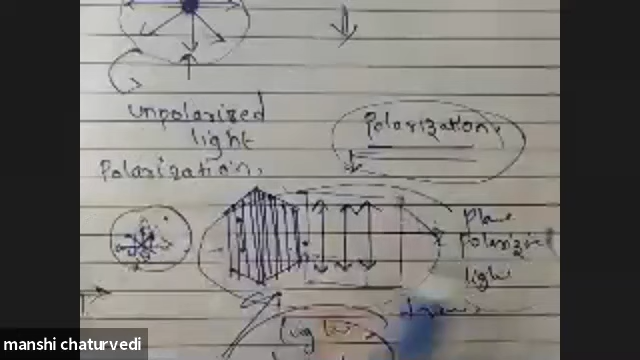 unpolarized
light
Polarization.
Polarization.
plane
polarized
light
manshi chaturvedi